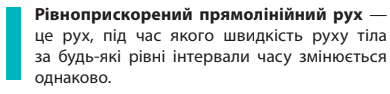 Рівноприскорений прямолінійний рух —
це рух, під час якого швидкість руху тіла
за будь-які рівні інтервали часу змінюється
однаково.